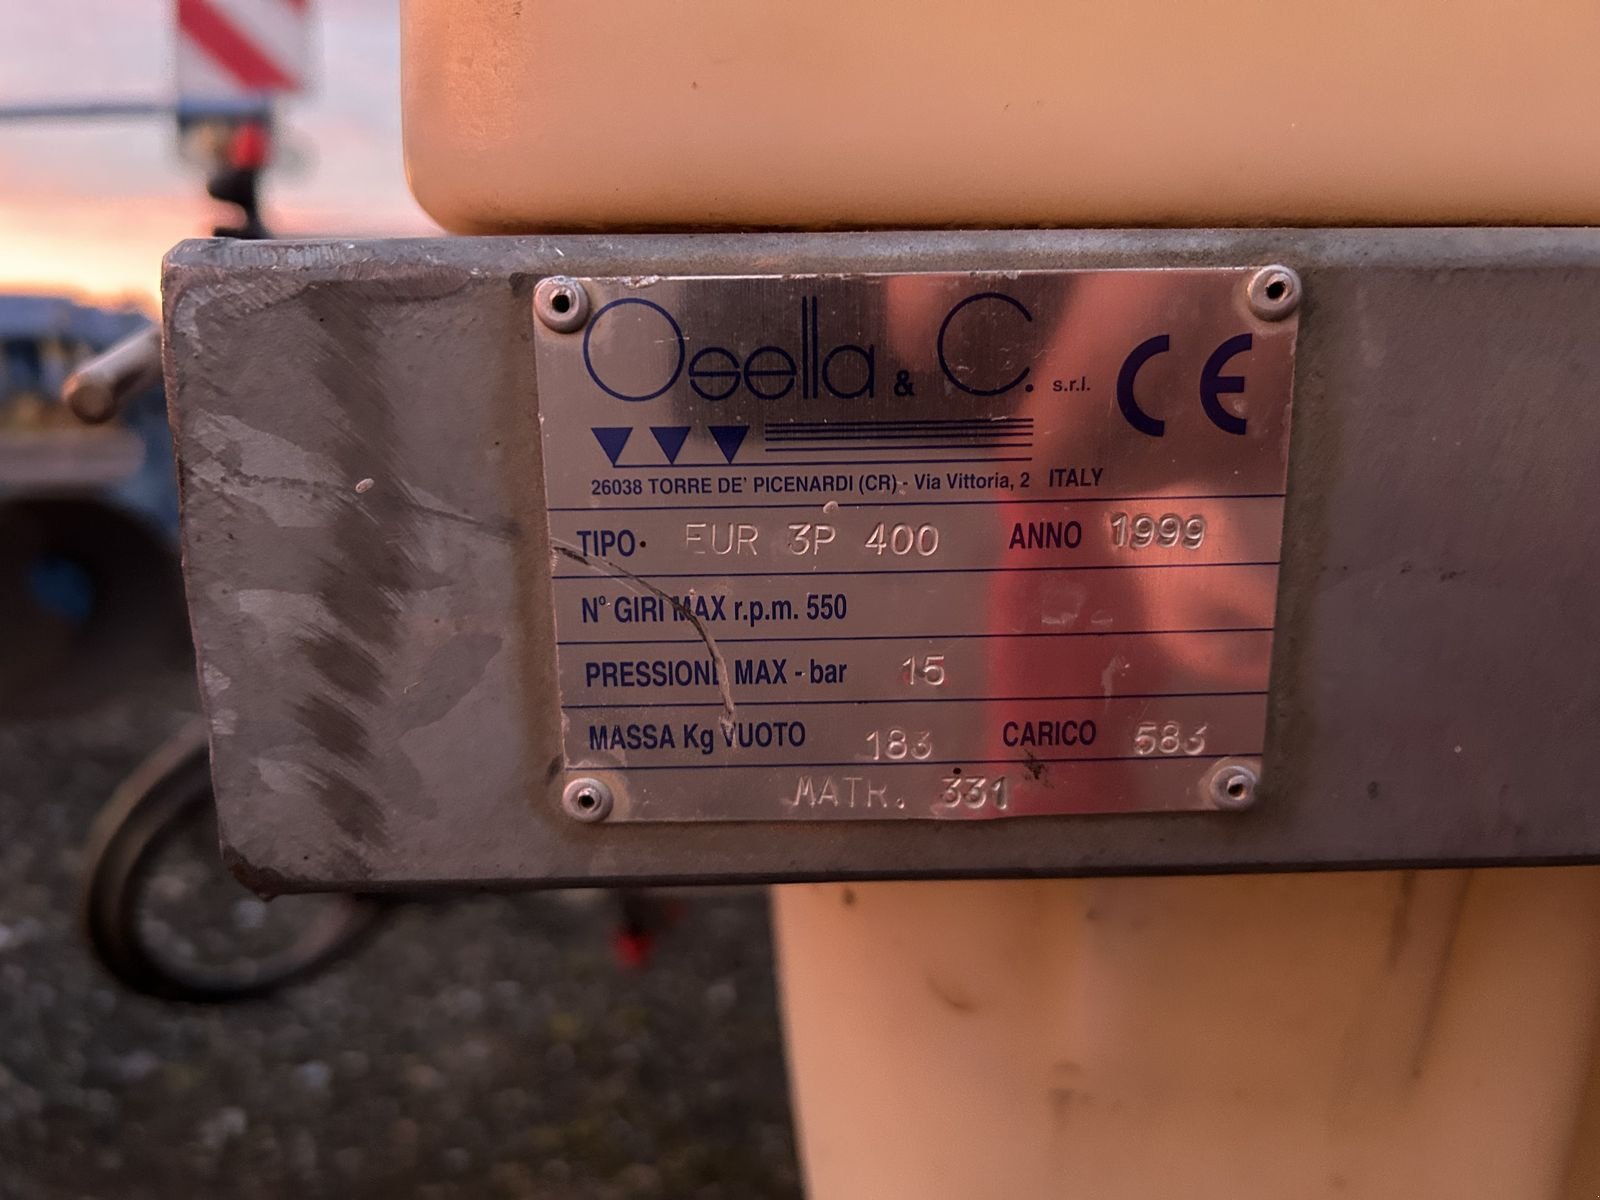 Osella & C. s.r.l. CE
26038 TORRE DE' PICENARDI (CR) - Via Vittoria, 2 ITALY
TIPO· EUR 3P 400 ANNO 1999
N° GIRI MAX r.p.m. 550
PRESSIONE MAX - bar 15
MASSA Kg VUOTO 183 CARICO 583
MATR. 331